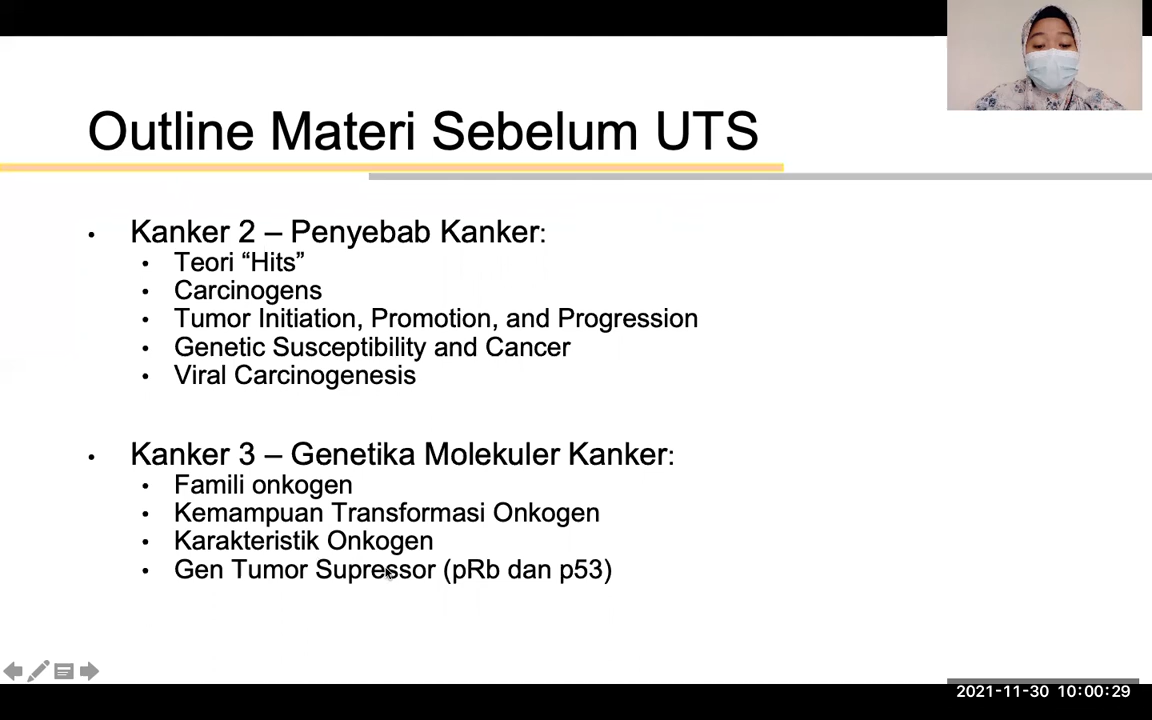 Outline Materi Sebelum UTS
• Kanker 2 – Penyebab Kanker:
• Teori “Hits”
• Carcinogens
• Tumor Initiation, Promotion, and Progression
• Genetic Susceptibility and Cancer
• Viral Carcinogenesis
• Kanker 3 – Genetika Molekuler Kanker:
• Famili onkogen
• Kemampuan Transformasi Onkogen
• Karakteristik Onkogen
• Gen Tumor Supressor (pRb dan p53)
2021-11-30 10:00:29